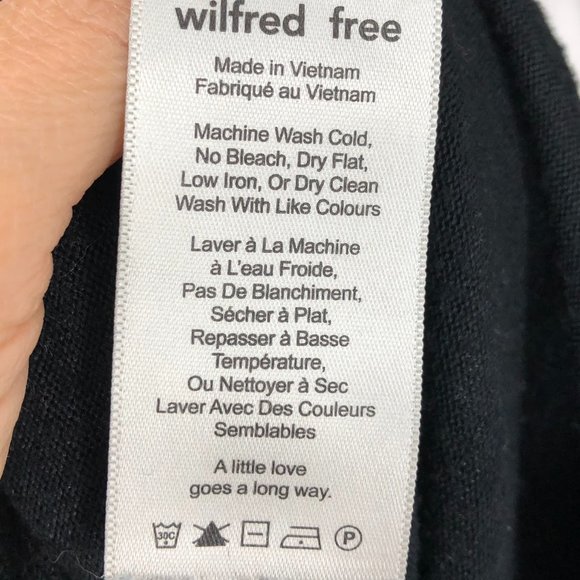 wilfred free
Made in Vietnam
Fabriqué au Vietnam
Machine Wash Cold,
No Bleach, Dry Flat,
Low Iron, Or Dry Clean
Wash With Like Colours
Laver à La Machine
à L'eau Froide,
Pas De Blanchiment,
Sécher à Plat,
Repasser à Basse
Température,
Ou Nettoyer à Sec
Laver Avec Des Couleurs
Semblables
A little love
goes a long way.
30C P